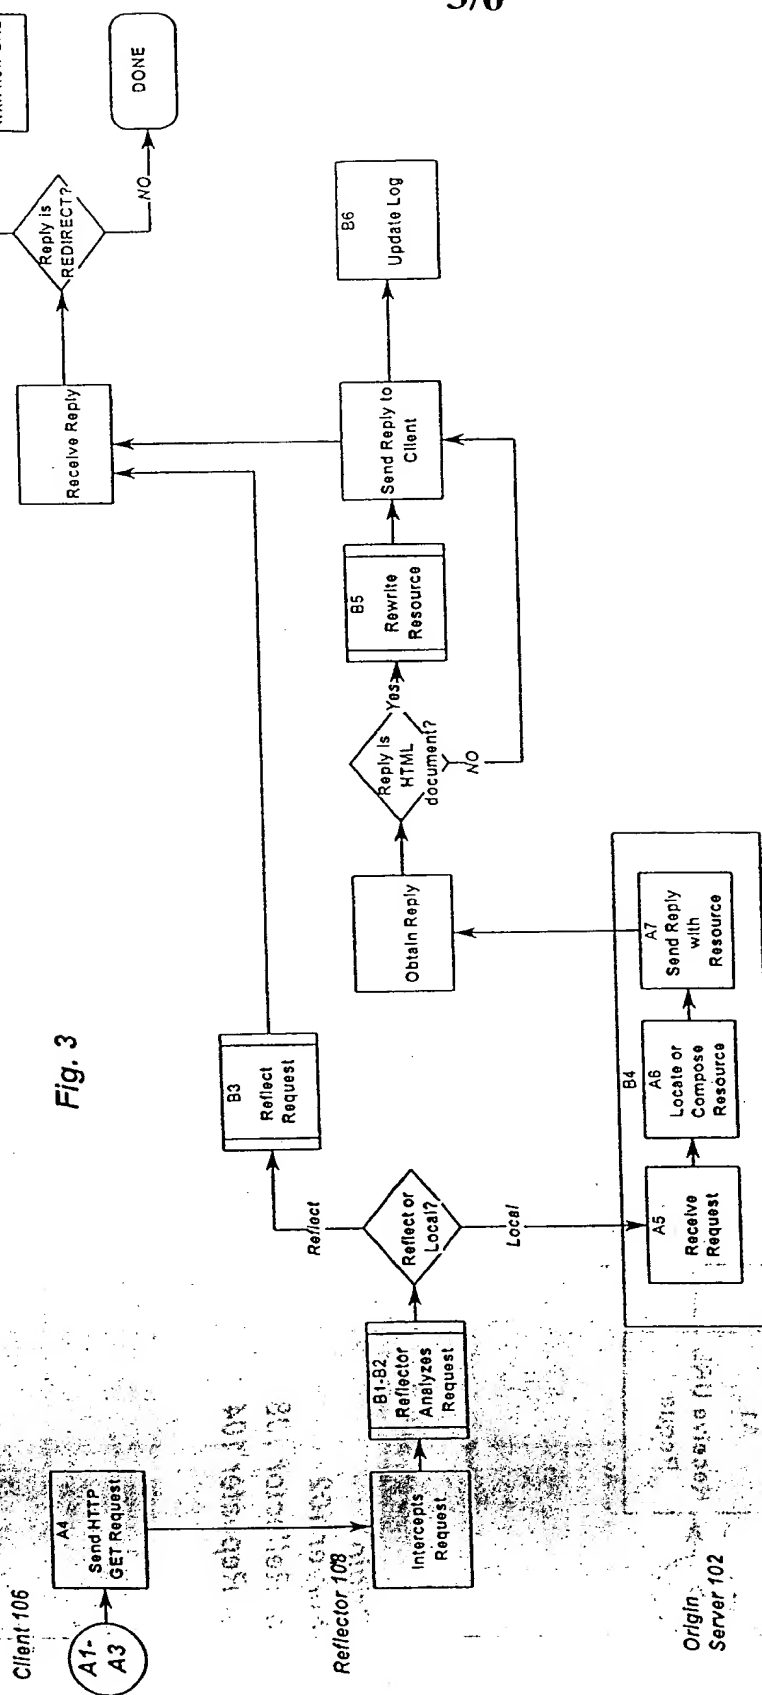 3/6
Fig. 3
Client 106
A1-
A3
A4
Send HTTP
GET Request
Receive Reply
Reply is
REDIRECT?
NO
DONE
Reflector 108
Intercepts
Request
B1-B2
Reflector
Analyzes
Request
Reflect or
Local?
Reflect
Local
B3
Reflect
Request
Obtain Reply
Reply is
HTML
document?
Yes
NO
B5
Rewrite
Resource
Send Reply to
Client
B6
Update Log
Origin
Server 102
B4
A5
Receive
Request
A6
Locate or
Compose
Resource
A7
Send Reply
with
Resource